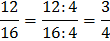 12/16 = 12:4/16:4 = 3/4